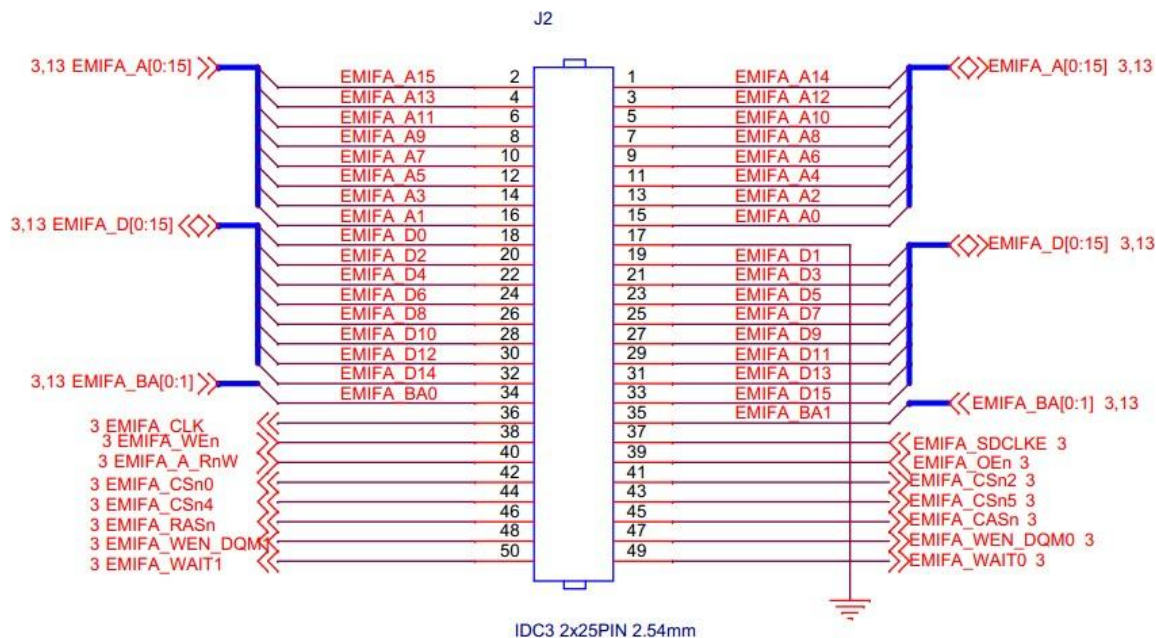 J2
3,13 EMIFA_A[0:15] EMIFA_A[0:15] 3,13
EMIFA_A15 2 1 EMIFA_A14
EMIFA_A13 4 3 EMIFA_A12
EMIFA_A11 6 5 EMIFA_A10
EMIFA_A9 8 7 EMIFA_A8
EMIFA_A7 10 9 EMIFA_A6
EMIFA_A5 12 11 EMIFA_A4
EMIFA_A3 14 13 EMIFA_A2
EMIFA_A1 16 15 EMIFA_A0
3,13 EMIFA_D[0:15] EMIFA_D0 18 17
EMIFA_D[0:15] 3,13
EMIFA_D2 20 19 EMIFA_D1
EMIFA_D4 22 21 EMIFA_D3
EMIFA_D6 24 23 EMIFA_D5
EMIFA_D8 26 25 EMIFA_D7
EMIFA_D10 28 27 EMIFA_D9
EMIFA_D12 30 29 EMIFA_D11
EMIFA_D14 32 31 EMIFA_D13
3,13 EMIFA_BA[0:1] EMIFA_BA0 34 33 EMIFA_D15
36 35 EMIFA_BA1 EMIFA_BA[0:1] 3,13
3 EMIFA_CLK
3 EMIFA_WEn 38 37 EMIFA_SDCLKE 3
3 EMIFA_A_RnW 40 39 EMIFA_OEn 3
3 EMIFA_CSn0 42 41 EMIFA_CSn2 3
3 EMIFA_CSn4 44 43 EMIFA_CSn5 3
3 EMIFA_RASn 46 45 EMIFA_CASn 3
3 EMIFA_WEN_DQM1 48 47 EMIFA_WEN_DQM0 3
3 EMIFA_WAIT1 50 49 EMIFA_WAIT0 3
IDC3 2x25PIN 2.54mm